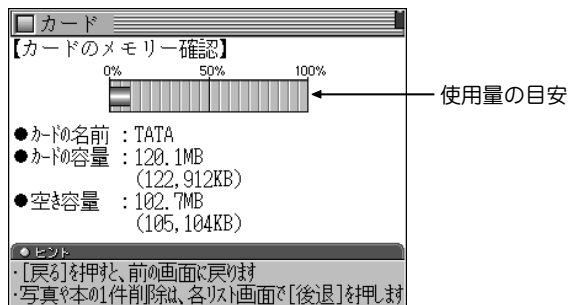 カード
【カードのメモリー確認】
0% 50% 100%
使用量の目安
●カードの名前 :TATA
●カードの容量 :120.1MB
(122,912KB)
●空き容量 :102.7MB
(105,104KB)
ヒント
・[戻る]を押すと、前の画面に戻ります
・写真や本の1件削除は、各リスト画面で[後退]を押します